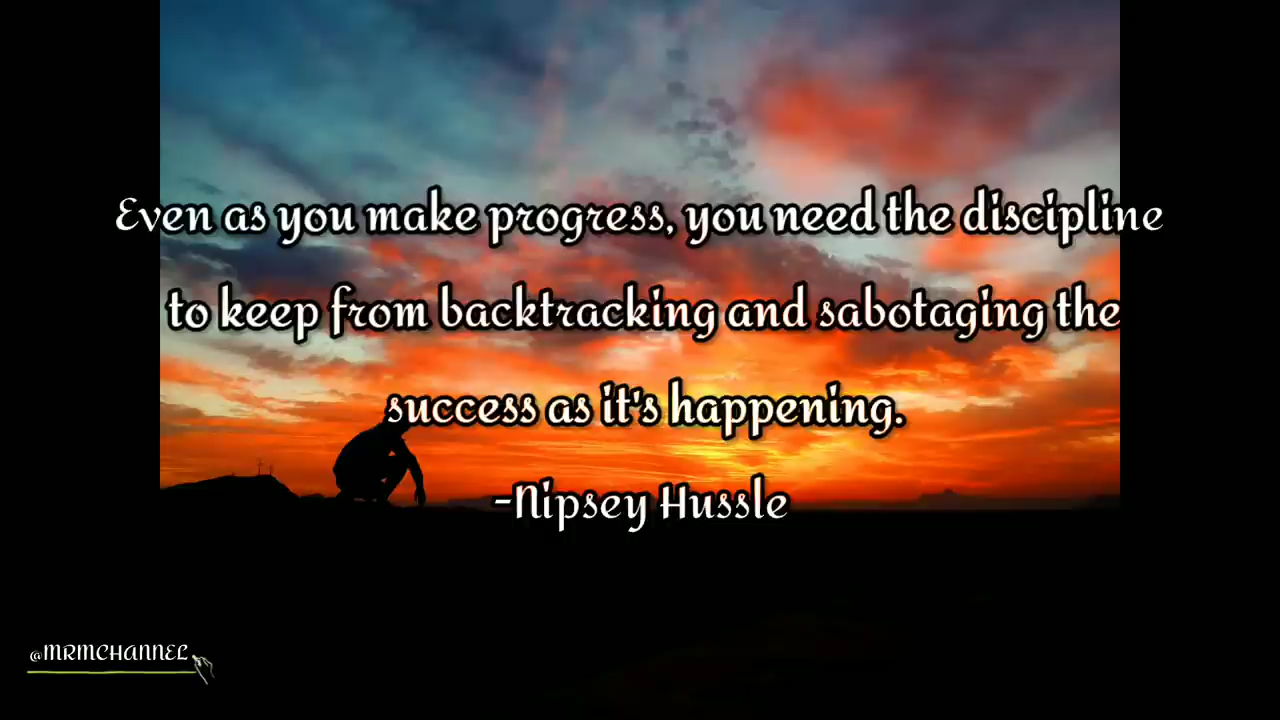 Even as you make progress, you need the discipline
to keep from backtracking and sabotaging the
success as it's happening.
-Nipsey Hussle
@MRMCHANNEL